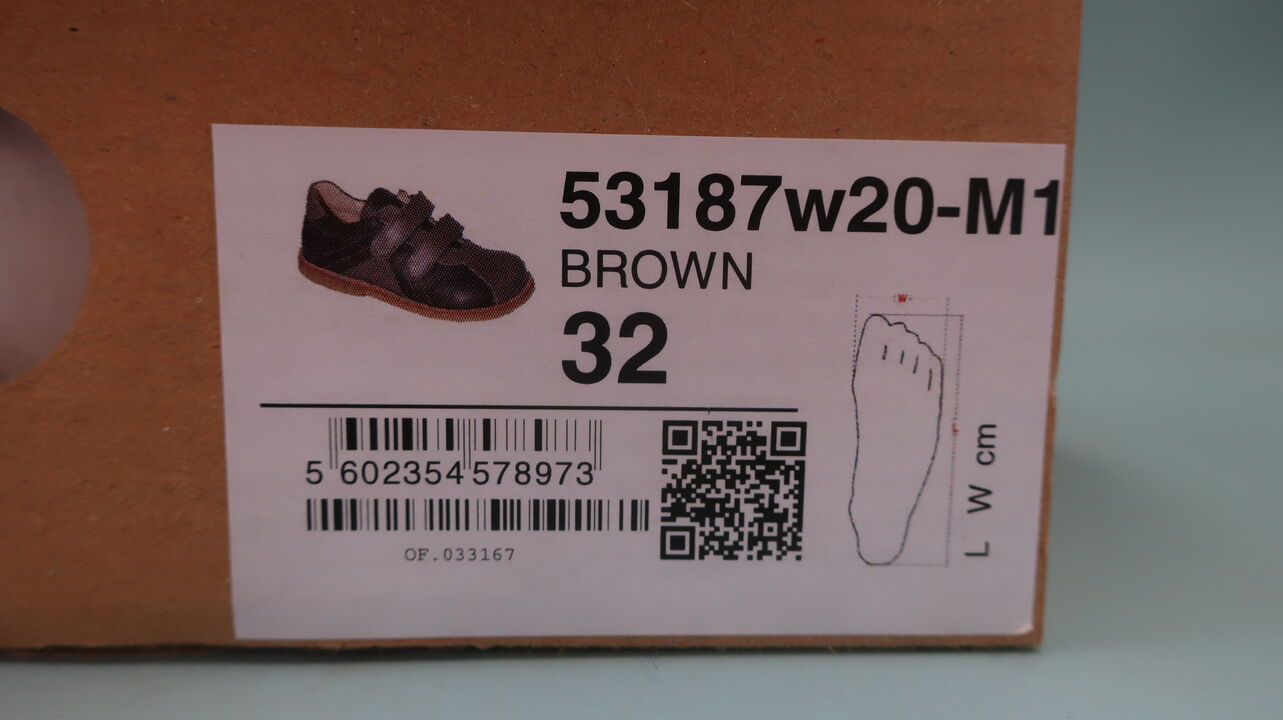 53187w20-M1
BROWN
32
W
5 602354 578973
OF.033167
L W cm